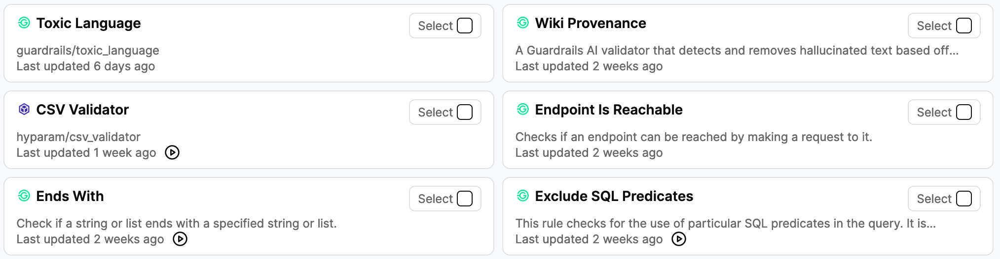 Toxic Language
Select
guardrails/toxic_language
Last updated 6 days ago
Wiki Provenance
Select
A Guardrails AI validator that detects and removes hallucinated text based off...
Last updated 2 weeks ago
CSV Validator
Select
hyparam/csv_validator
Last updated 1 week ago
Endpoint Is Reachable
Select
Checks if an endpoint can be reached by making a request to it.
Last updated 2 weeks ago
Ends With
Select
Check if a string or list ends with a specified string or list.
Last updated 2 weeks ago
Exclude SQL Predicates
Select
This rule checks for the use of particular SQL predicates in the query. It is...
Last updated 2 weeks ago